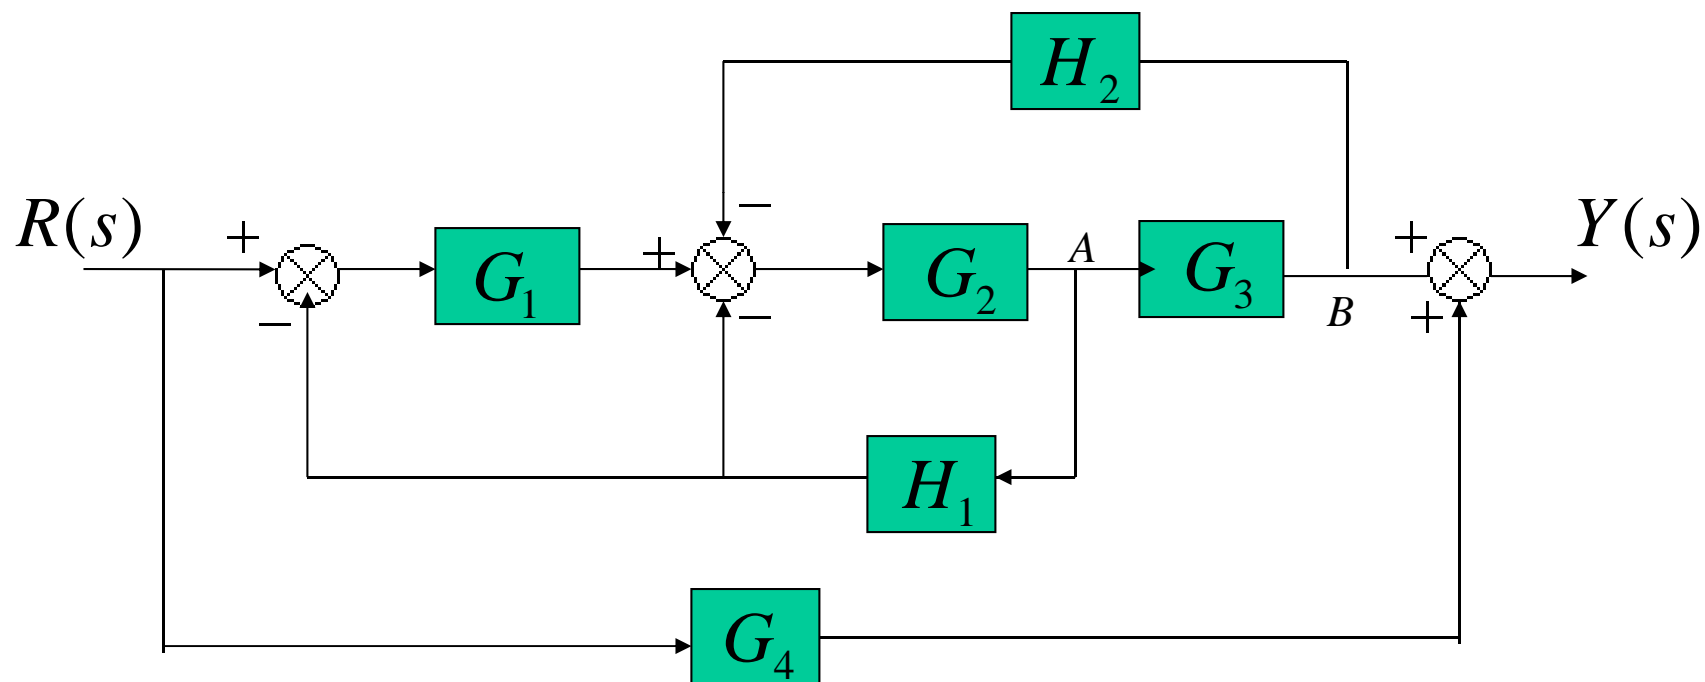 H₂
R(s)
+
−
+
−
−
G₁
G₂
A
G₃
B
+
+
Y(s)
H₁
G₄